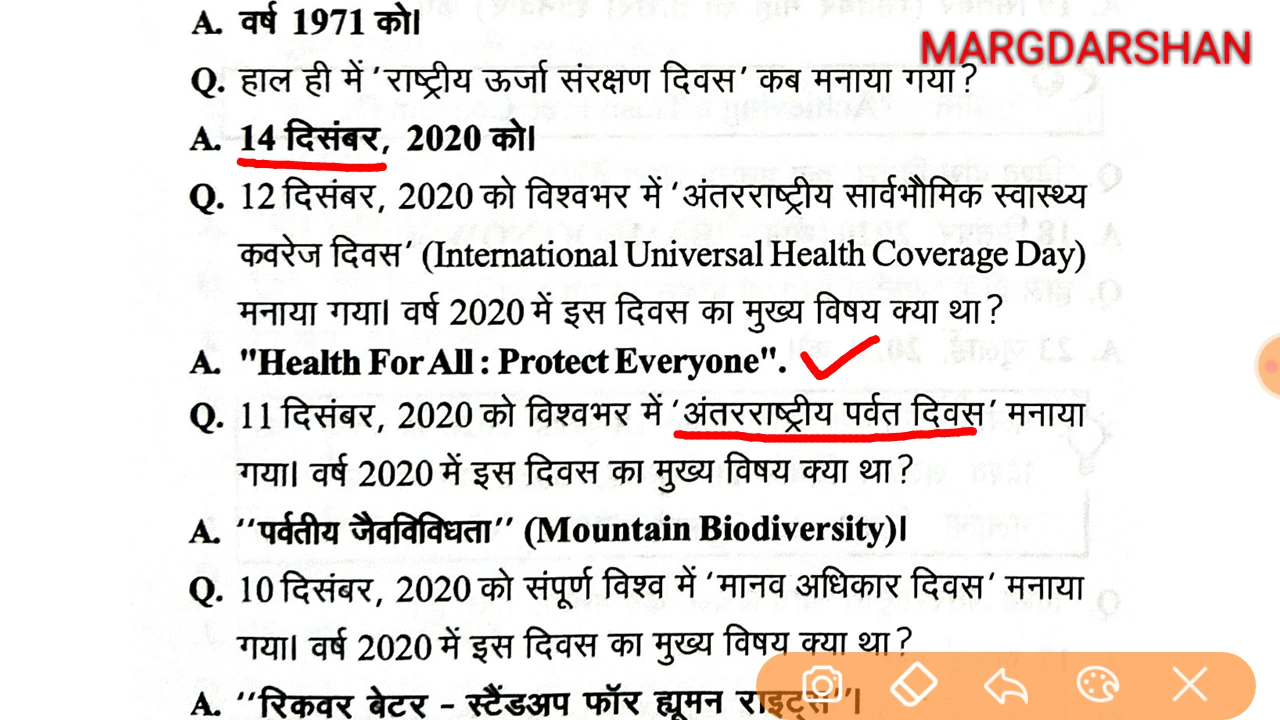 A. वर्ष 1971 को।
MARGDARSHAN
Q. हाल ही में 'राष्ट्रीय ऊर्जा संरक्षण दिवस' कब मनाया गया?
A. 14 दिसंबर, 2020 को।
Q. 12 दिसंबर, 2020 को विश्वभर में 'अंतरराष्ट्रीय सार्वभौमिक स्वास्थ्य
कवरेज दिवस' (International Universal Health Coverage Day)
मनाया गया। वर्ष 2020 में इस दिवस का मुख्य विषय क्या था?
A. "Health For All : Protect Everyone".
Q. 11 दिसंबर, 2020 को विश्वभर में 'अंतरराष्ट्रीय पर्वत दिवस' मनाया
गया। वर्ष 2020 में इस दिवस का मुख्य विषय क्या था?
A. ''पर्वतीय जैवविविधता'' (Mountain Biodiversity)।
Q. 10 दिसंबर, 2020 को संपूर्ण विश्व में 'मानव अधिकार दिवस' मनाया
गया। वर्ष 2020 में इस दिवस का मुख्य विषय क्या था?
A. ''रिकवर बेटर - स्टैंडअप फॉर ह्यूमन राइट्स''।